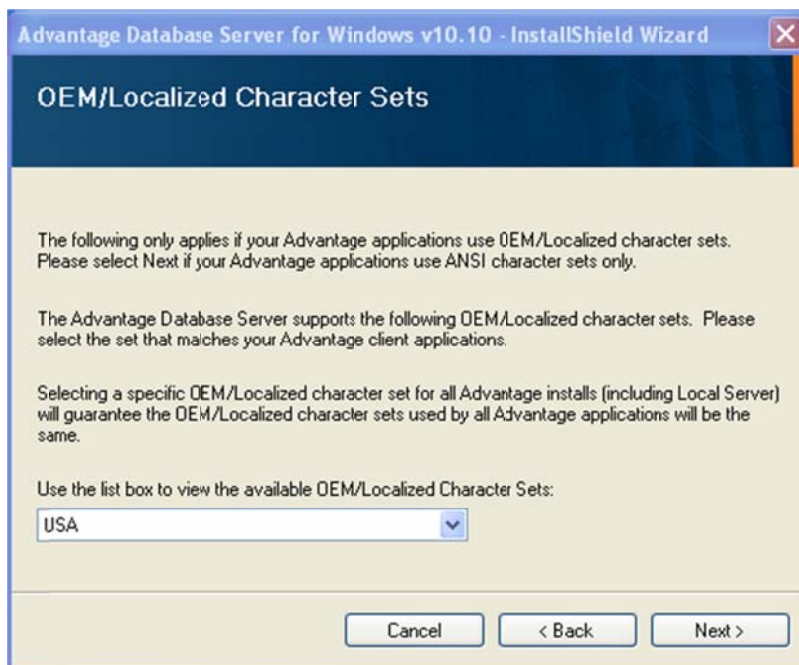 Advantage Database Server for Windows v10.10 - InstallShield Wizard
OEM/Localized Character Sets
The following only applies if your Advantage applications use OEM/Localized character sets.
Please select Next if your Advantage applications use ANSI character sets only.
The Advantage Database Server supports the following OEM/Localized character sets. Please
select the set that matches your Advantage client applications.
Selecting a specific OEM/Localized character set for all Advantage installs (including Local Server)
will guarantee the OEM/Localized character sets used by all Advantage applications will be the
same.
Use the list box to view the available OEM/Localized Character Sets:
USA
Cancel
< Back
Next >